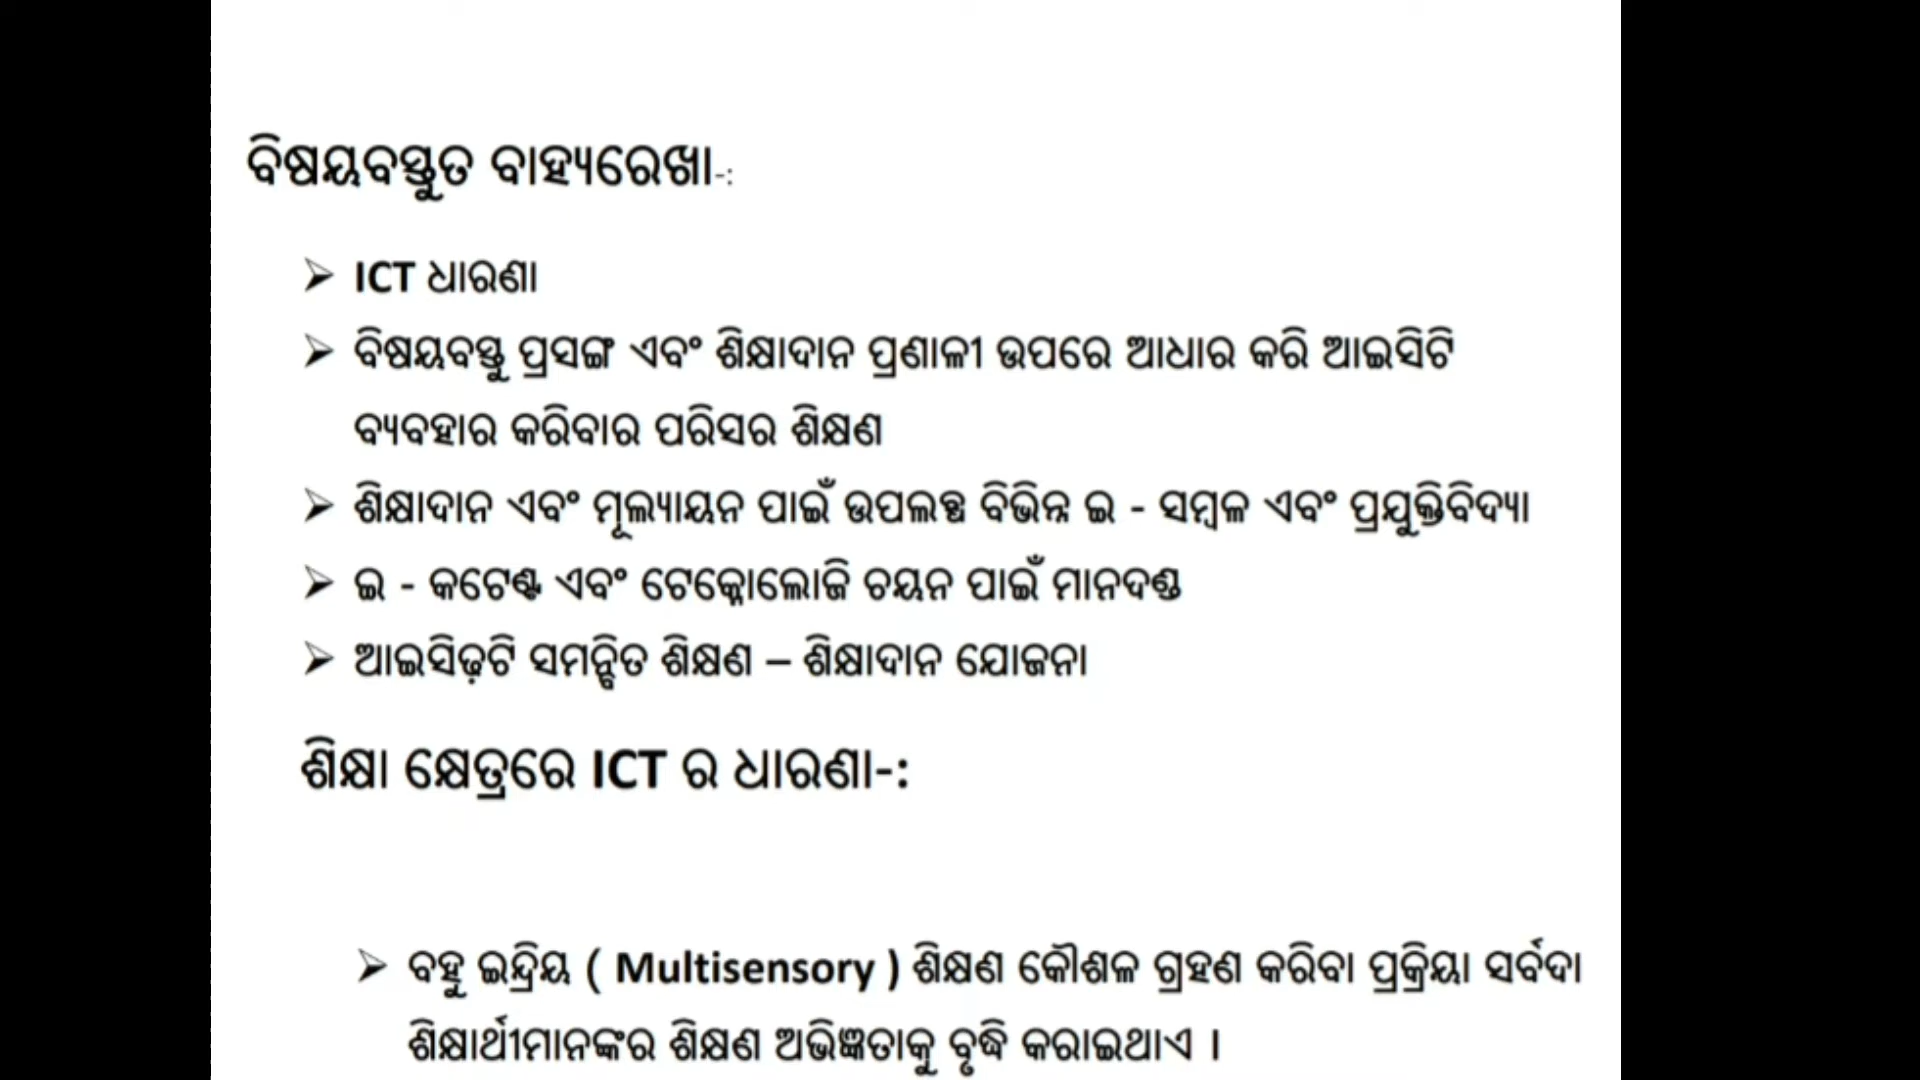 ବିଷୟବସ୍ତୁତ ବାହ୍ୟରେଖା-:
➢ ICT ଧାରଣା
➢ ବିଷୟବସ୍ତୁ ପ୍ରସଙ୍ଗ ଏବଂ ଶିକ୍ଷାଦାନ ପ୍ରଣାଳୀ ଉପରେ ଆଧାର କରି ଆଇସିଟି
ବ୍ୟବହାର କରିବାର ପରିସର ଶିକ୍ଷଣ
➢ ଶିକ୍ଷାଦାନ ଏବଂ ମୂଲ୍ୟାୟନ ପାଇଁ ଉପଲବ୍ଧ ବିଭିନ୍ନ ଇ - ସମ୍ବଳ ଏବଂ ପ୍ରଯୁକ୍ତିବିଦ୍ୟା
➢ ଇ - କଟେଣ୍ଟ ଏବଂ ଟେକ୍ନୋଲୋଜି ଚୟନ ପାଇଁ ମାନଦଣ୍ଡ
➢ ଆଇସିଢ଼ଟି ସମନ୍ବିତ ଶିକ୍ଷଣ – ଶିକ୍ଷାଦାନ ଯୋଜନା
ଶିକ୍ଷା କ୍ଷେତ୍ରରେ ICT ର ଧାରଣା-:
➢ ବହୁ ଇନ୍ଦ୍ରିୟ ( Multisensory ) ଶିକ୍ଷଣ କୌଶଳ ଗ୍ରହଣ କରିବା ପ୍ରକ୍ରିୟା ସର୍ବଦା
ଶିକ୍ଷାର୍ଥୀମାନଙ୍କର ଶିକ୍ଷଣ ଅଭିଜ୍ଞତାକୁ ବୃଦ୍ଧି କରାଇଥାଏ ।